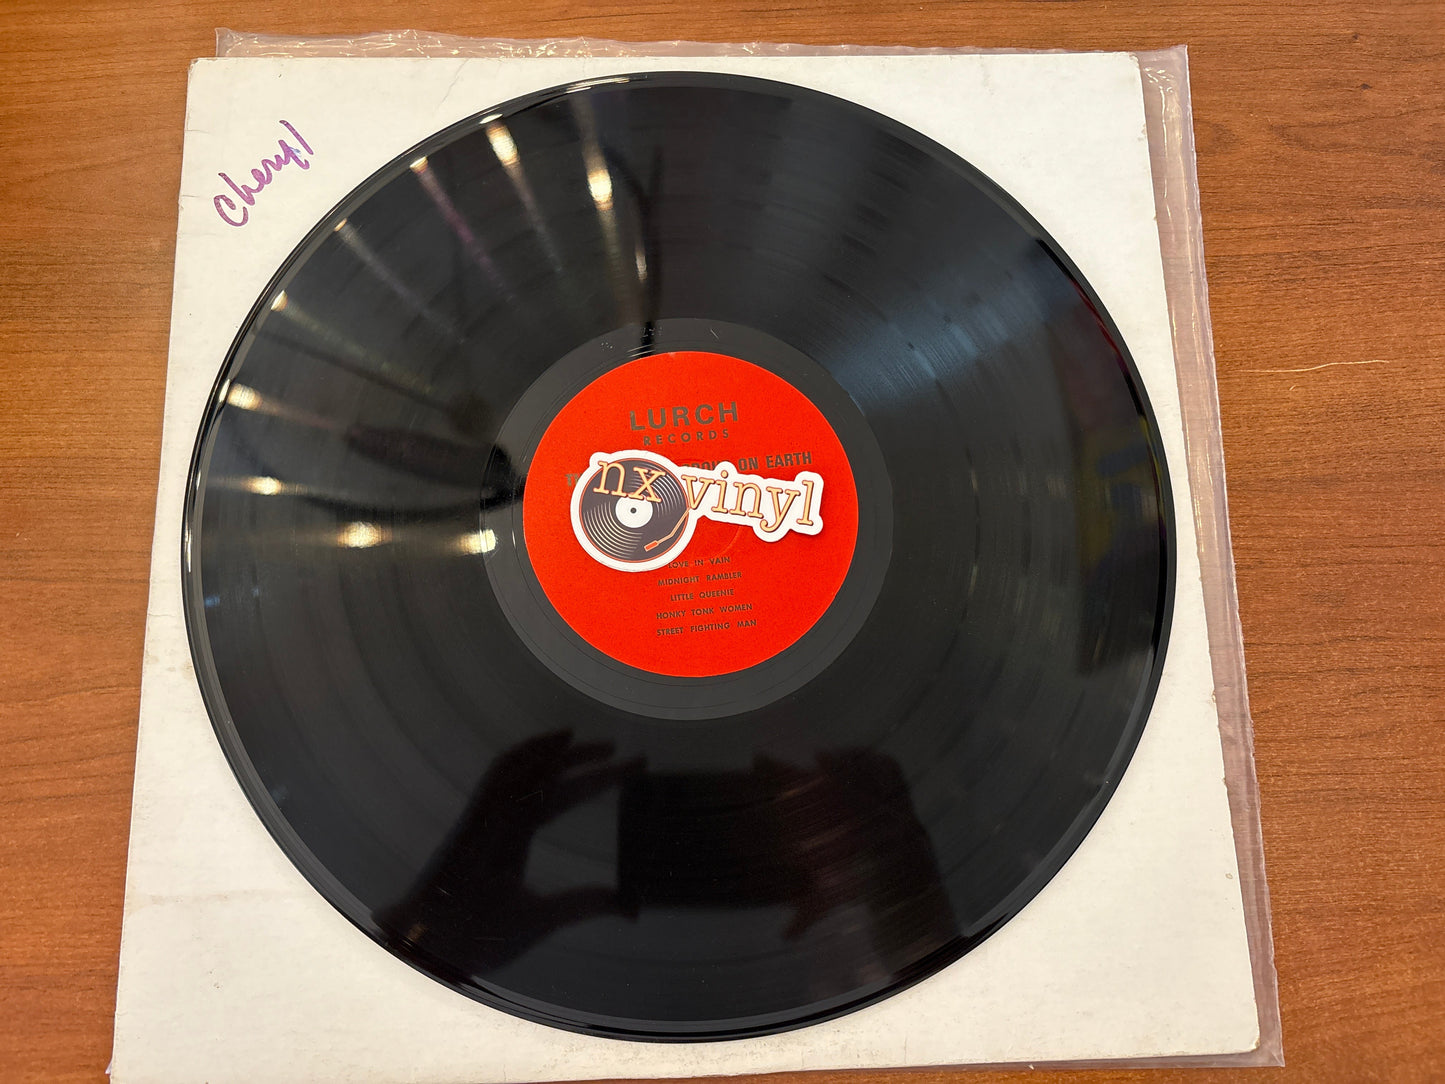 Cheryl
LURCH
RECORDS
ON EARTH
nx vinyl
LOVE IN VAIN
MIDNIGHT RAMBLER
LITTLE QUEENIE
HONKY TONK WOMEN
STREET FIGHTING MAN